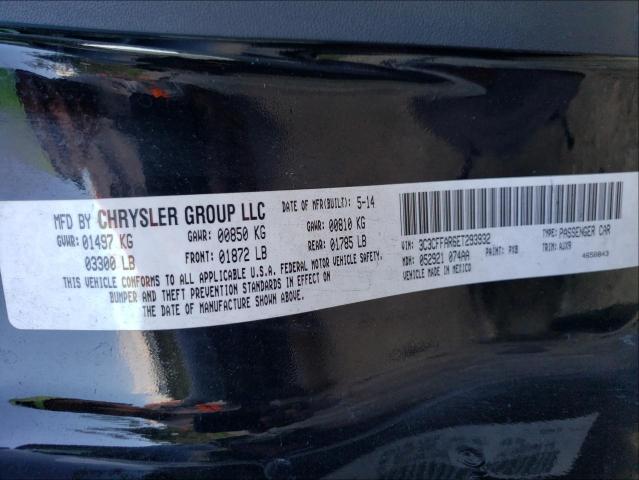 MFD BY CHRYSLER GROUP LLC DATE OF MFR(BUILT): 5-14
GVWR: 01497 KG GAWR: 00850 KG GAWR: 00810 KG
03300 LB FRONT: 01872 LB REAR: 01785 LB
THIS VEHICLE CONFORMS TO APPLICABLE U.S.A. FEDERAL MOTOR VEHICLE SAFETY,
BUMPER AND THEFT PREVENTION STANDARDS IN EFFECT ON
THE DATE OF MANUFACTURE SHOWN ABOVE.
VIN: 3C3CFFAR6ET293932 TYPE: PASSENGER CAR
MDH: 052921 074AA PAINT: PXB TRIM: AJX9
VEHICLE MADE IN MEXICO 4658843